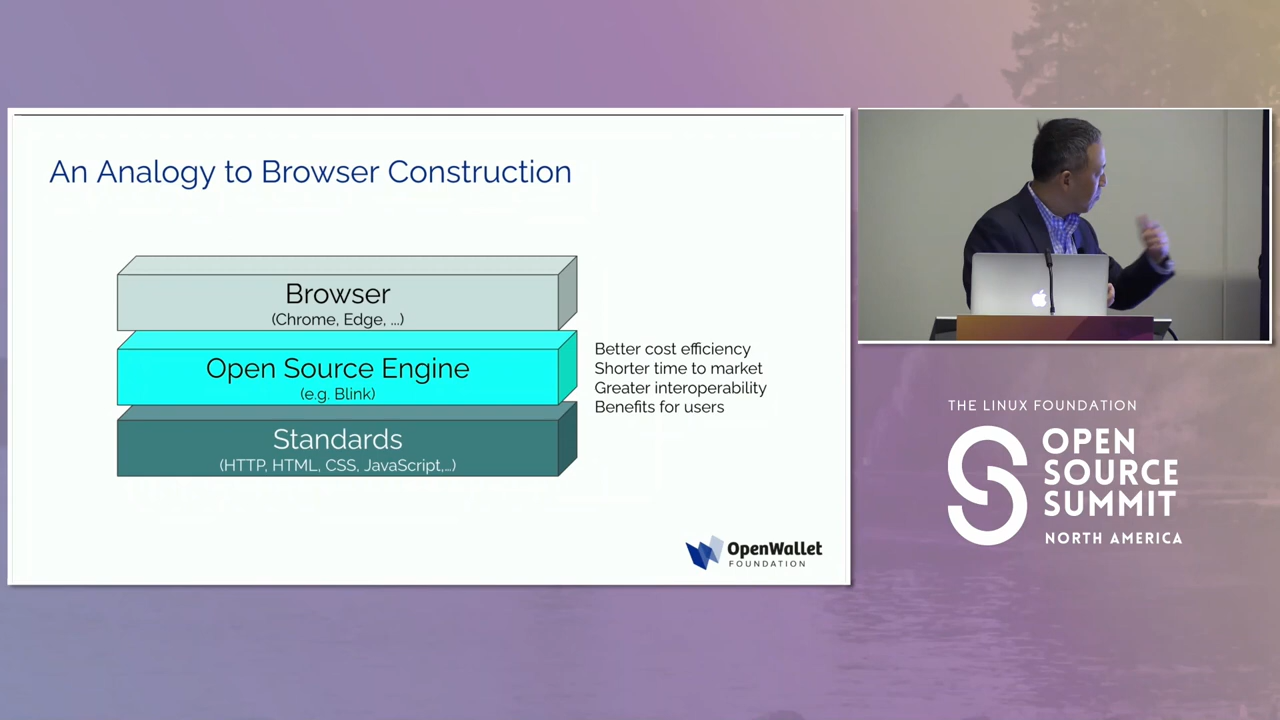 An Analogy to Browser Construction
Browser
(Chrome, Edge, ...)
Open Source Engine
(e.g. Blink)
Standards
(HTTP, HTML, CSS, JavaScript,...)
Better cost efficiency
Shorter time to market
Greater interoperability
Benefits for users
OpenWallet
FOUNDATION
THE LINUX FOUNDATION
OPEN
SOURCE
SUMMIT
NORTH AMERICA